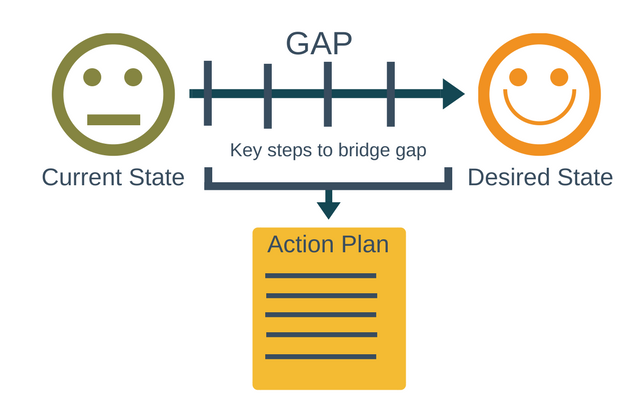 GAP
Key steps to bridge gap
Current State
Desired State
Action Plan